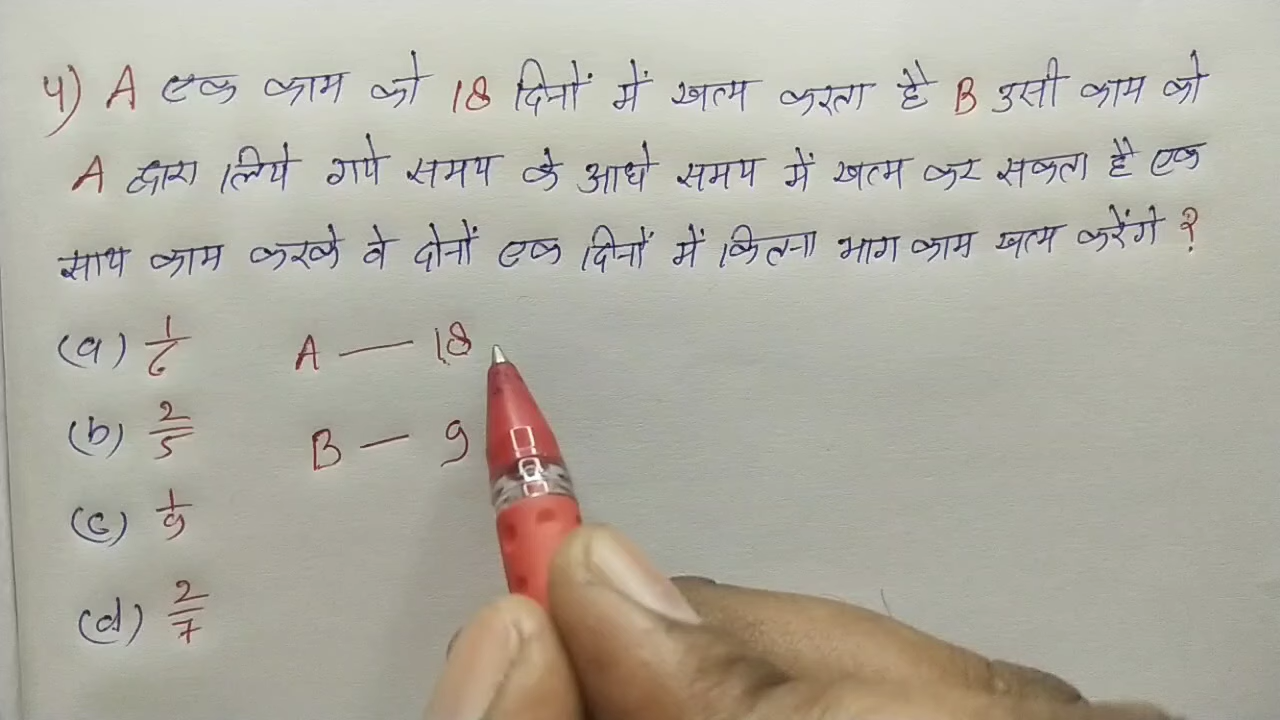 4) A एक काम को 18 दिनों में खत्म करता है B उसी काम को
A द्वारा लिये गये समय के आधे समय में खत्म कर सकता है एक
साथ काम करके वे दोनों एक दिनों में कितना भाग काम खत्म करेंगे ?
(a) 1/6
A — 18
(b) 2/5
B — 9
(c) 1/9
(d) 2/7